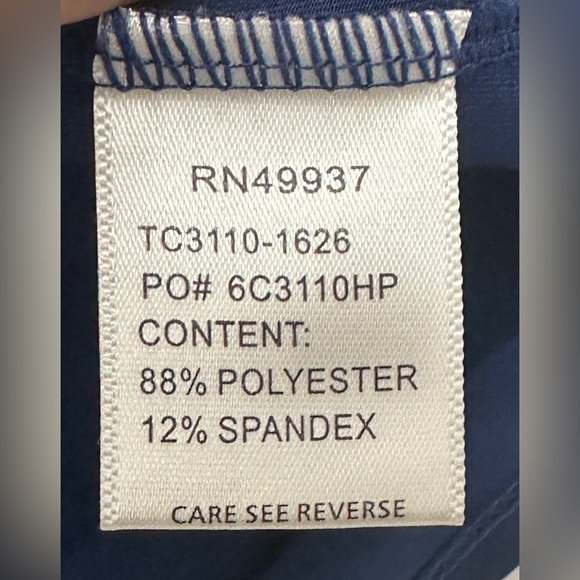 RN49937
TC3110-1626
PO# 6C3110HP
CONTENT:
88% POLYESTER
12% SPANDEX
CARE SEE REVERSE